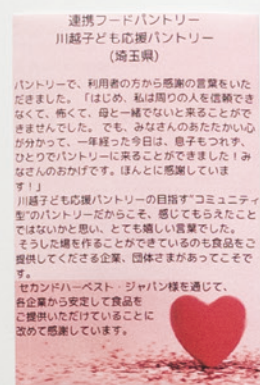 連携フードパントリー
川越子ども応援パントリー
(埼玉県)
パントリーで、利用者の方から感謝の言葉をいた
だきました。「はじめ、私は周りの人を信頼でき
なくて、怖くて、母と一緒でないと来ることがで
きませんでした。でも、みなさんのあたたかい心
が分かって、一年経った今日は、息子もつれず、
ひとりでパントリーに来ることができました！み
なさんのおかげです。ほんとに感謝していま
す！」
川越子ども応援パントリーの目指す"コミュニティ
型"のパントリーだからこそ、感じてもらえたこと
ではないかと思い、とても嬉しい言葉でした。
そうした場を作ることができているのも食品をご
提供してくださる企業、団体さまがあってこそで
す。
セカンドハーベスト・ジャパン様を通じて、
各企業から安定して食品を
ご提供いただけていることに
改めて感謝しています。